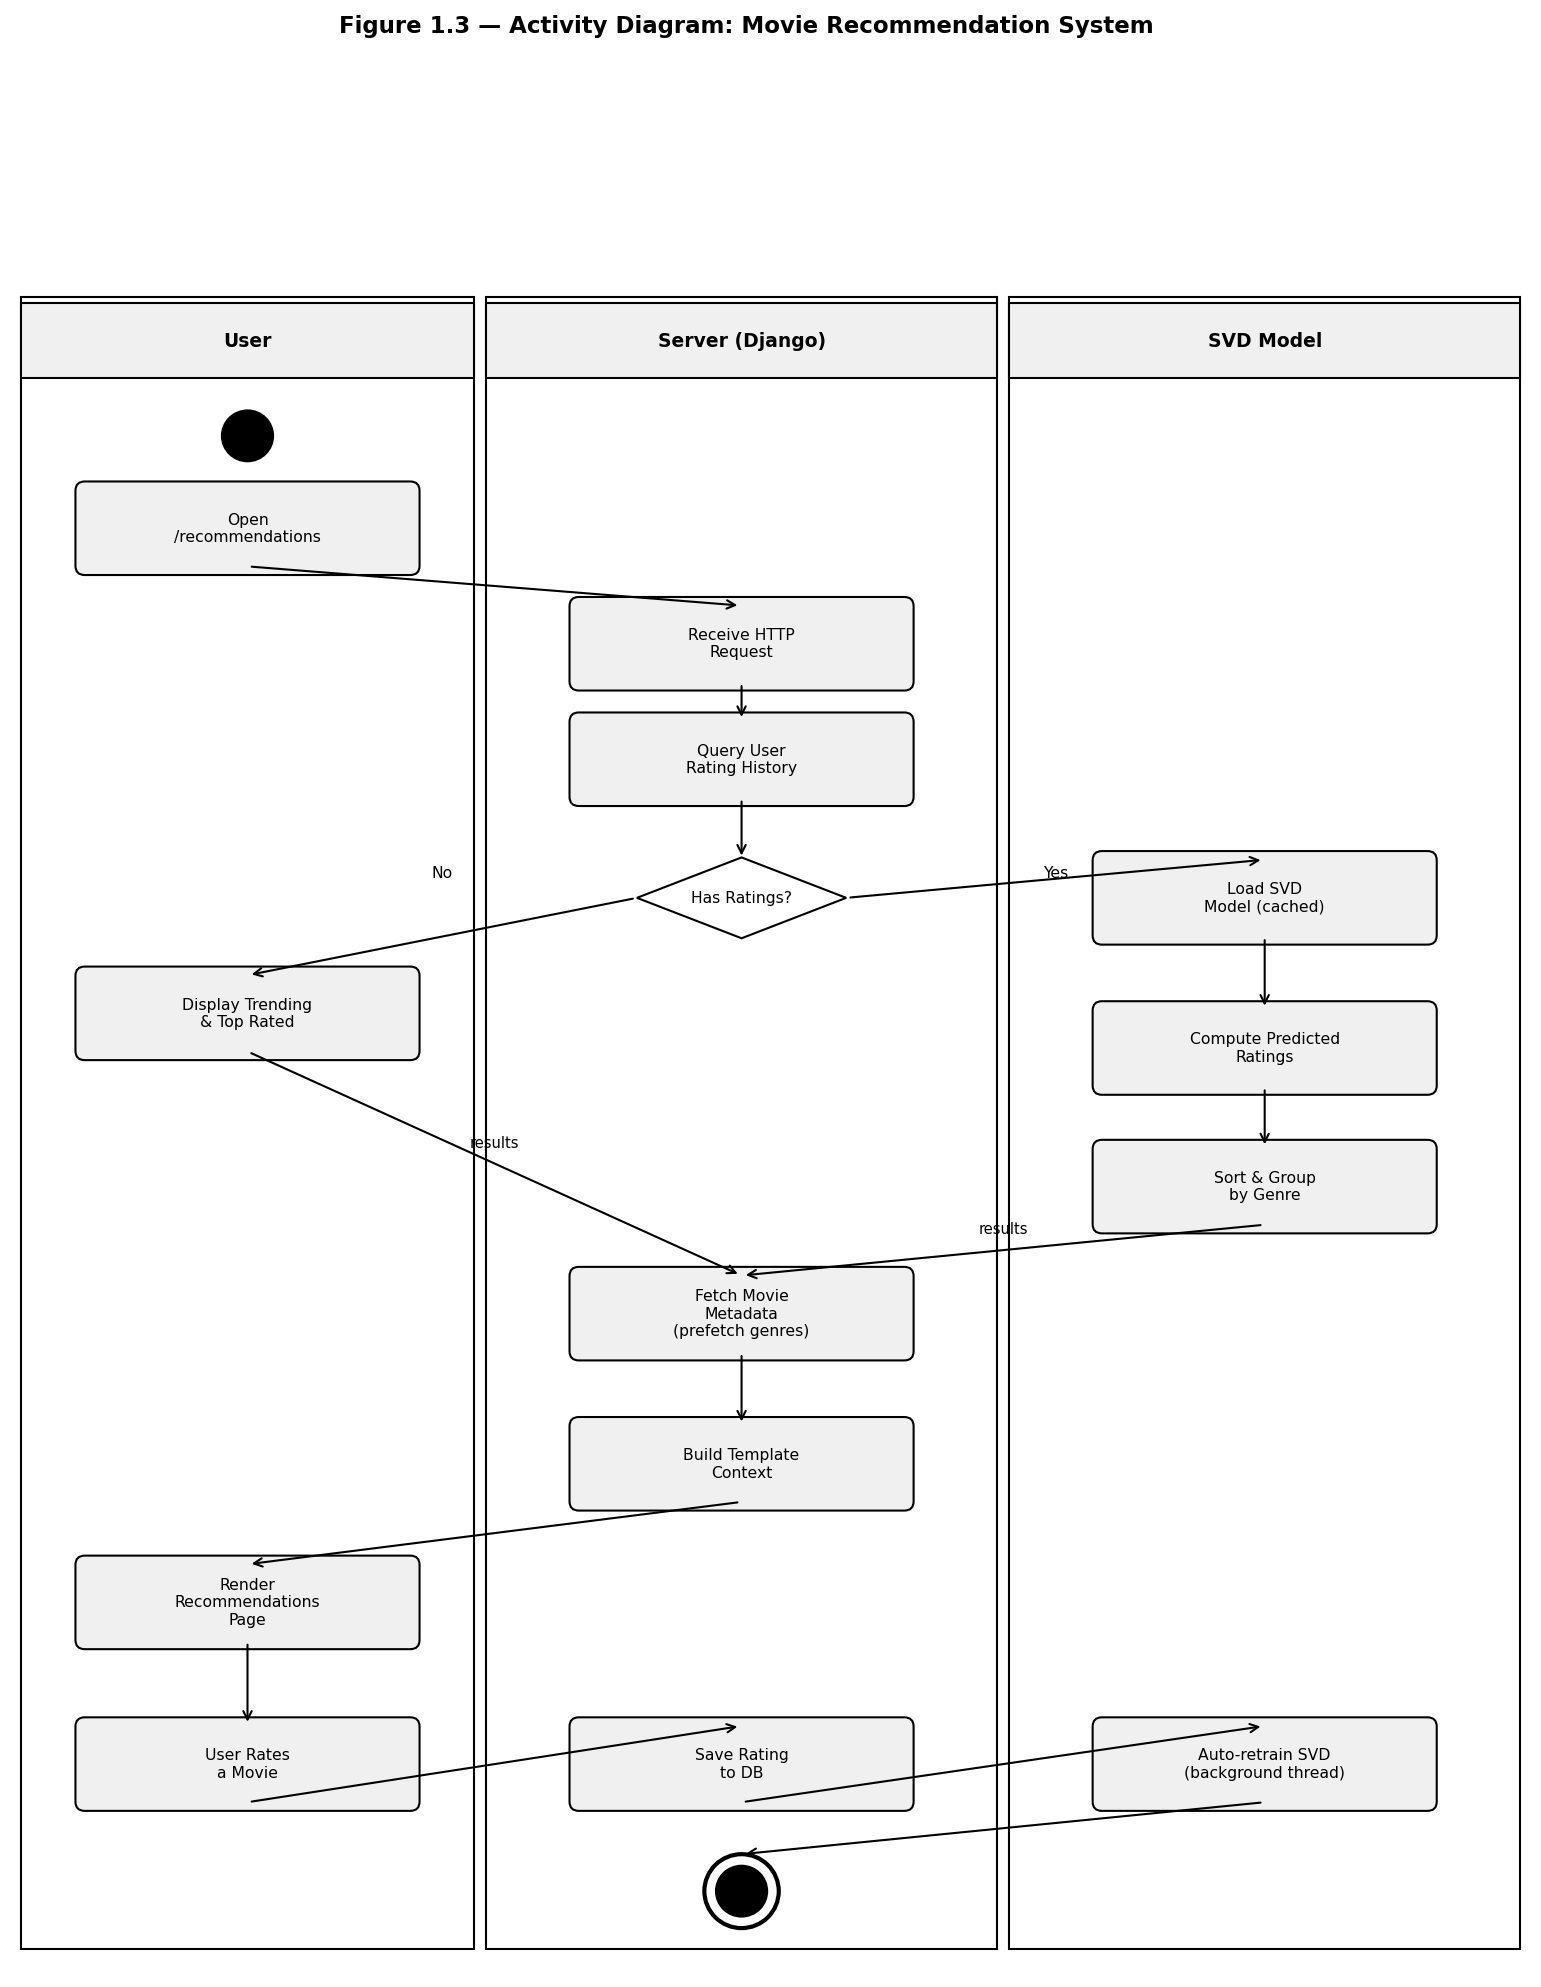 Figure 1.3 — Activity Diagram: Movie Recommendation System
User
Server (Django)
SVD Model
Open
/recommendations
Receive HTTP
Request
Query User
Rating History
No
Has Ratings?
Yes
Load SVD
Model (cached)
Display Trending
& Top Rated
Compute Predicted
Ratings
results
Sort & Group
by Genre
results
Fetch Movie
Metadata
(prefetch genres)
Build Template
Context
Render
Recommendations
Page
User Rates
a Movie
Save Rating
to DB
Auto-retrain SVD
(background thread)